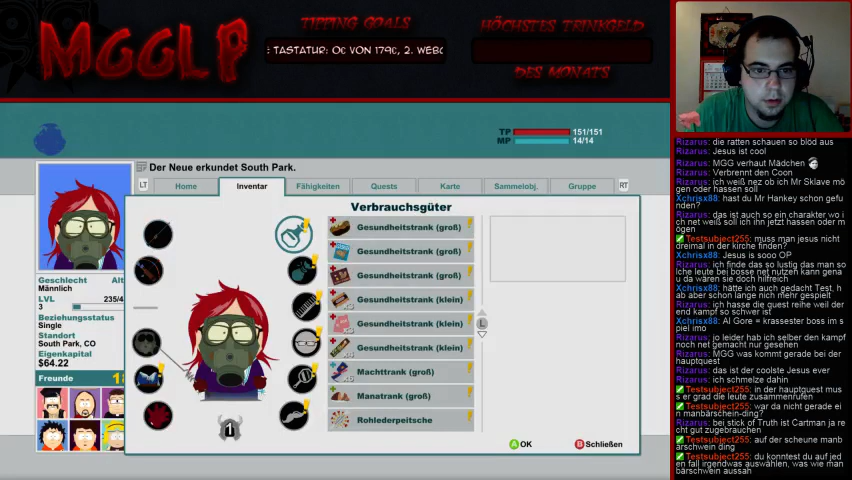 MGGLP
TIPPING GOALS
E TASTATUR: 0€ VON 179€, 2. WEBC
HÖCHSTES TRINKGELD
DES MONATS
TP 151/151
MP 14/14
Der Neue erkundet South Park.
LT Home Inventar Fähigkeiten Quests Karte Sammelobj. Gruppe RT
Verbrauchsgüter
Gesundheitstrank (groß)
Gesundheitstrank (groß)
Gesundheitstrank (groß)
Gesundheitstrank (klein)
Gesundheitstrank (klein)
Gesundheitstrank (klein)
Machttrank (groß)
Manatrank (groß)
Rohlederpeitsche
L
1
A OK
B Schließen
Geschlecht Alt
Männlich
LVL 235/4
3
Beziehungsstatus
Single
Standort
South Park, CO
Eigenkapital
$64.22
Freunde
Rizarus: die ratten schauen so blöd aus
Rizarus: Jesus ist cool
Rizarus: MGG verhaut Mädchen
Rizarus: Verbrennt den Coon
Rizarus: ich weiß nez ob ich Mr Sklave mögen oder hassen soll
Xchrisx88: hast du Mr Hankey schon gefunden?
Rizarus: das ist auch so ein charakter wo ich net weiß soll ich ihn jetzt hassen oder mögen
Testsubject255: muss man jesus nicht dreimal in der kirche finden?
Xchrisx88: Jesus is sooo OP
Rizarus: ich finde das so lustig das man solche leute bei bosse net nutzen kann genau da wären sie doch hilfreich
Xchrisx88: hätte ich auch gedacht Test, hab aber schon lange nich mehr gespielt
Rizarus: ich hasse die quest reihe weil der end kampf so schwer ist
Xchrisx88: Al Gore = krassester boss im spiel imo
Rizarus: jo leider hab ich selber den kampf noch net gemacht nur gesehen
Rizarus: MGG was kommt gerade bei der hauptquest
Rizarus: das ist der coolste Jesus ever
Rizarus: ich schmelze dahin
Testsubject255: in der hauptquest muss er grad die leute zusammenrufen
Testsubject255: war da nicht gerade ein manbärschein-ding?
Rizarus: bei stick of Truth ist Cartman ja recht gut zugebrauchen
Testsubject255: auf der scheune manbärschwein ding
Testsubject255: du konntest du auf jeden fall irgendwas auswählen, was wie manbärschwein aussah